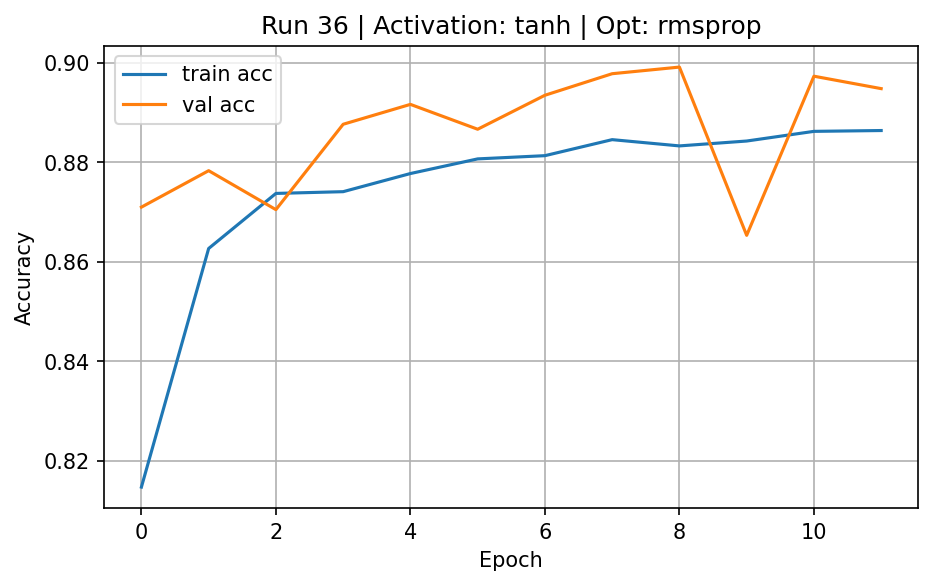 Run 36 | Activation: tanh | Opt: rmsprop
train acc
val acc
Accuracy
0.90
0.88
0.86
0.84
0.82
0
2
4
6
8
10
Epoch